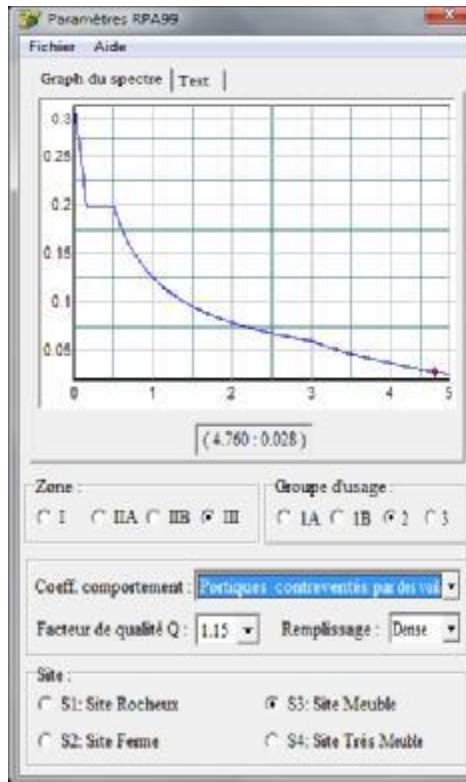 Paramètres RPA99
Fichier Aide
Graph du spectre Text
0.3
0.25
0.2
0.15
0.1
0.05
0 1 2 3 4 5
( 4.760 : 0.028 )
Zone :
I IIA IIB III
Groupe d'usage :
1A 1B 2 3
Coeff. comportement : Portiques contreventés par des voil
Facteur de qualité Q : 1.15 Remplissage : Dense
Site :
S1: Site Rocheux S3: Site Meuble
S2: Site Ferme S4: Site Trés Meuble